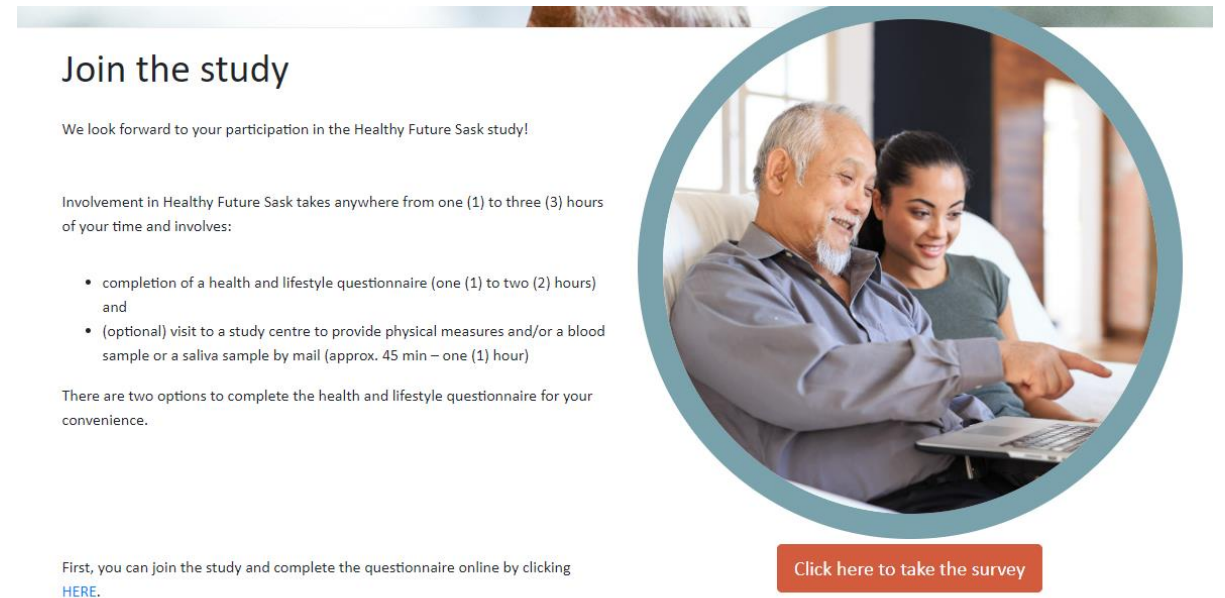 Join the study
We look forward to your participation in the Healthy Future Sask study!
Involvement in Healthy Future Sask takes anywhere from one (1) to three (3) hours
of your time and involves:
• completion of a health and lifestyle questionnaire (one (1) to two (2) hours)
and
• (optional) visit to a study centre to provide physical measures and/or a blood
sample or a saliva sample by mail (approx. 45 min – one (1) hour)
There are two options to complete the health and lifestyle questionnaire for your
convenience.
First, you can join the study and complete the questionnaire online by clicking
HERE.
Click here to take the survey